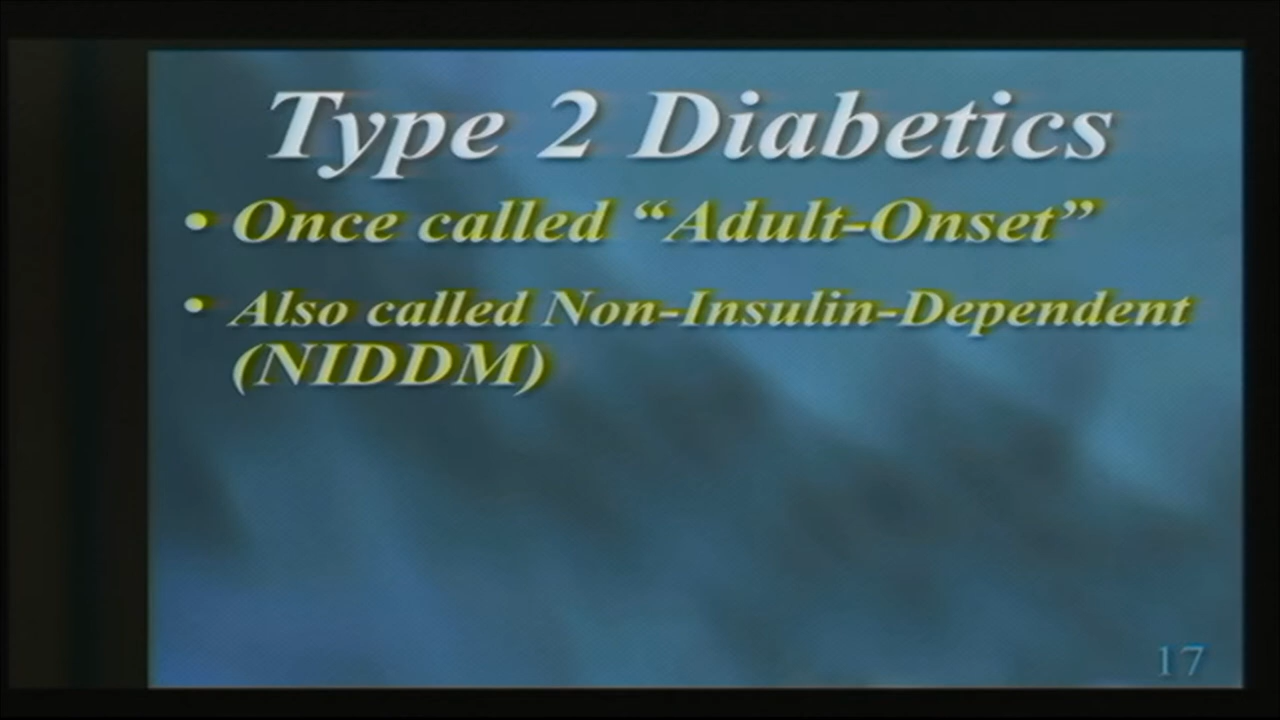 Type 2 Diabetics
• Once called “Adult-Onset”
• Also called Non-Insulin-Dependent
(NIDDM)
17